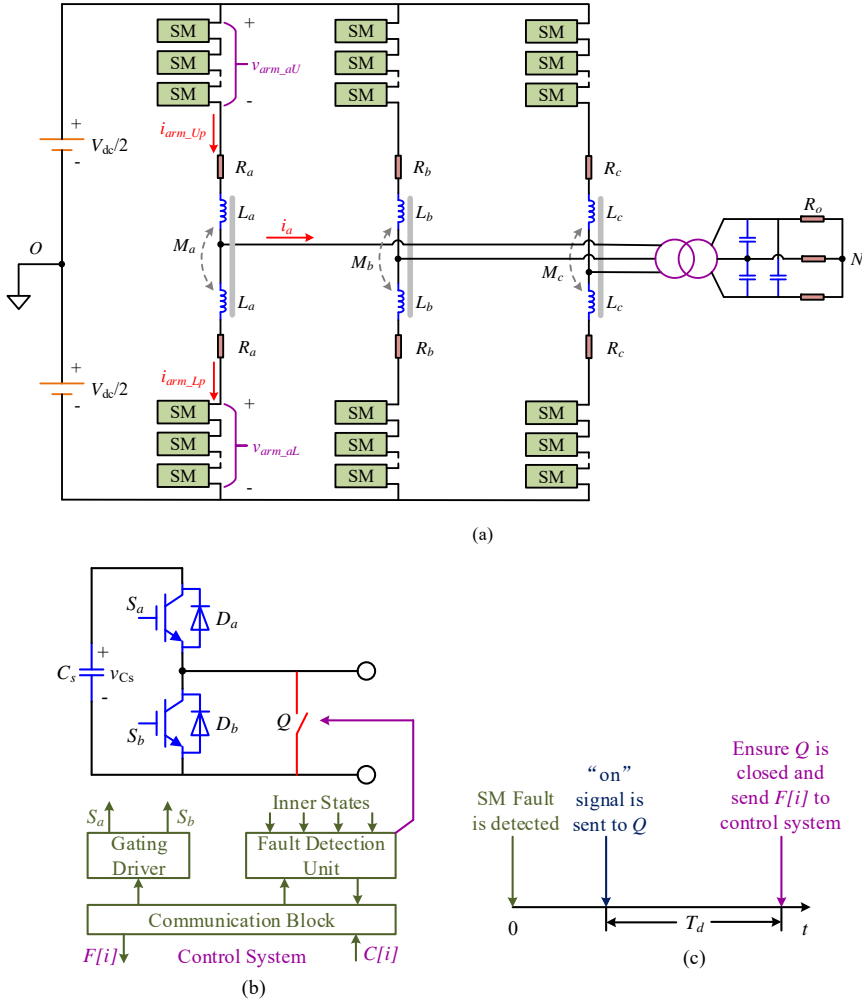 SM SM SM
+
SM SM SM
v_arm_aU
SM SM SM
-
i_arm_Up
+
V_dc/2
-
R_a R_b R_c
L_a L_b L_c
R_o
i_a
O
M_a M_b M_c
N
L_a L_b L_c
R_a R_b R_c
i_arm_Lp
+
V_dc/2
-
SM SM SM
+
SM SM SM
v_arm_aL
SM SM SM
-
(a)
S_a
D_a
+
C_s v_Cs
-
S_b
D_b
Q
Inner States
S_a S_b
Gating
Driver
Fault Detection
Unit
Communication Block
F[i] Control System C[i]
(b)
SM Fault
is detected
“on”
signal is
sent to Q
Ensure Q is
closed and
send F[i] to
control system
0 T_d t
(c)